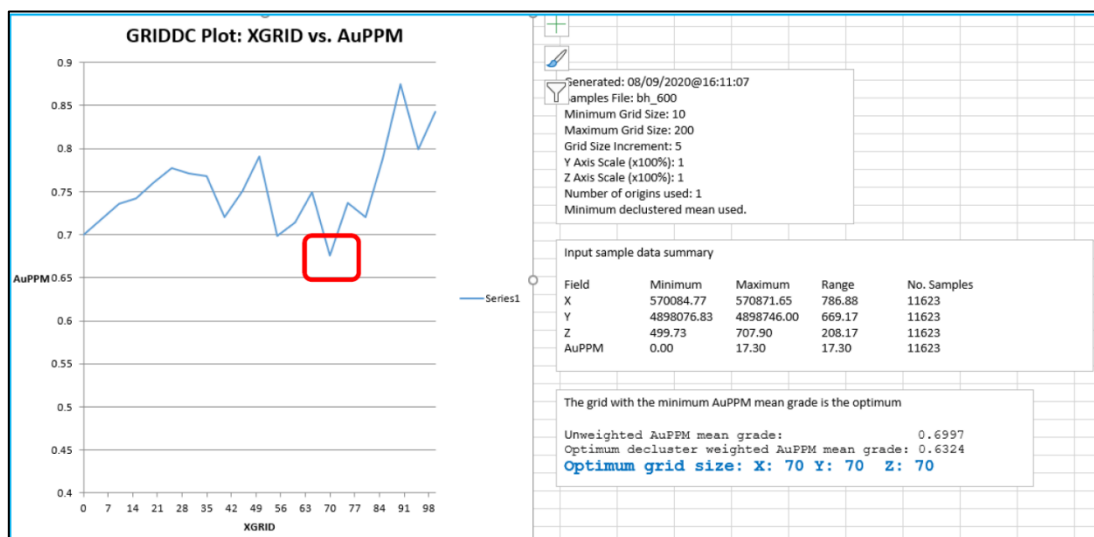 GRIDDC Plot: XGRID vs. AuPPM
0.9
0.85
0.8
0.75
0.7
AuPPM 0.65
0.6
0.55
0.5
0.45
0.4
0 7 14 21 28 35 42 49 56 63 70 77 84 91 98
XGRID
Series1
Generated: 08/09/2020@16:11:07
Samples File: bh_600
Minimum Grid Size: 10
Maximum Grid Size: 200
Grid Size Increment: 5
Y Axis Scale (x100%): 1
Z Axis Scale (x100%): 1
Number of origins used: 1
Minimum declustered mean used.
Input sample data summary
Field Minimum Maximum Range No. Samples
X 570084.77 570871.65 786.88 11623
Y 4898076.83 4898746.00 669.17 11623
Z 499.73 707.90 208.17 11623
AuPPM 0.00 17.30 17.30 11623
The grid with the minimum AuPPM mean grade is the optimum
Unweighted AuPPM mean grade: 0.6997
Optimum decluster weighted AuPPM mean grade: 0.6324
Optimum grid size: X: 70 Y: 70 Z: 70